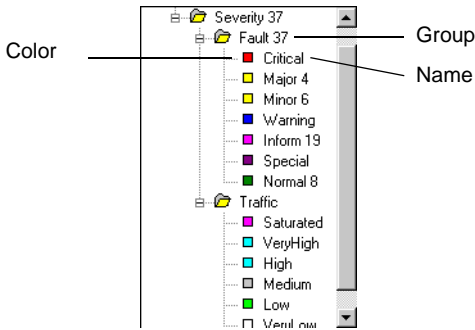 Severity 37
Fault 37
Group
Color
Critical
Name
Major 4
Minor 6
Warning
Inform 19
Special
Normal 8
Traffic
Saturated
VeryHigh
High
Medium
Low
VeryLow